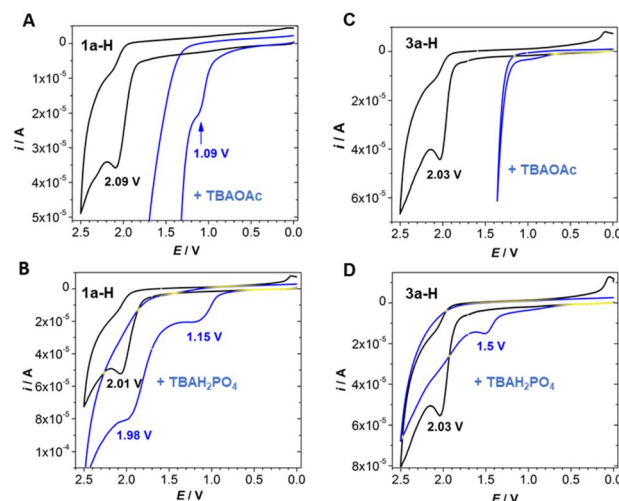 A
1a-H
0
1x10⁻⁵
2x10⁻⁵
3x10⁻⁵
4x10⁻⁵
5x10⁻⁵
i / A
2.09 V
1.09 V
+ TBAOAc
2.5 2.0 1.5 1.0 0.5 0.0
E / V
C
3a-H
0
2x10⁻⁵
4x10⁻⁵
6x10⁻⁵
i / A
2.03 V
+ TBAOAc
2.5 2.0 1.5 1.0 0.5 0.0
E / V
B
1a-H
0
2x10⁻⁵
4x10⁻⁵
6x10⁻⁵
8x10⁻⁵
1x10⁻⁴
i / A
1.15 V
2.01 V
+ TBAH₂PO₄
1.98 V
2.5 2.0 1.5 1.0 0.5 0.0
E / V
D
3a-H
0
2x10⁻⁵
4x10⁻⁵
6x10⁻⁵
8x10⁻⁵
i / A
1.5 V
+ TBAH₂PO₄
2.03 V
2.5 2.0 1.5 1.0 0.5 0.0
E / V